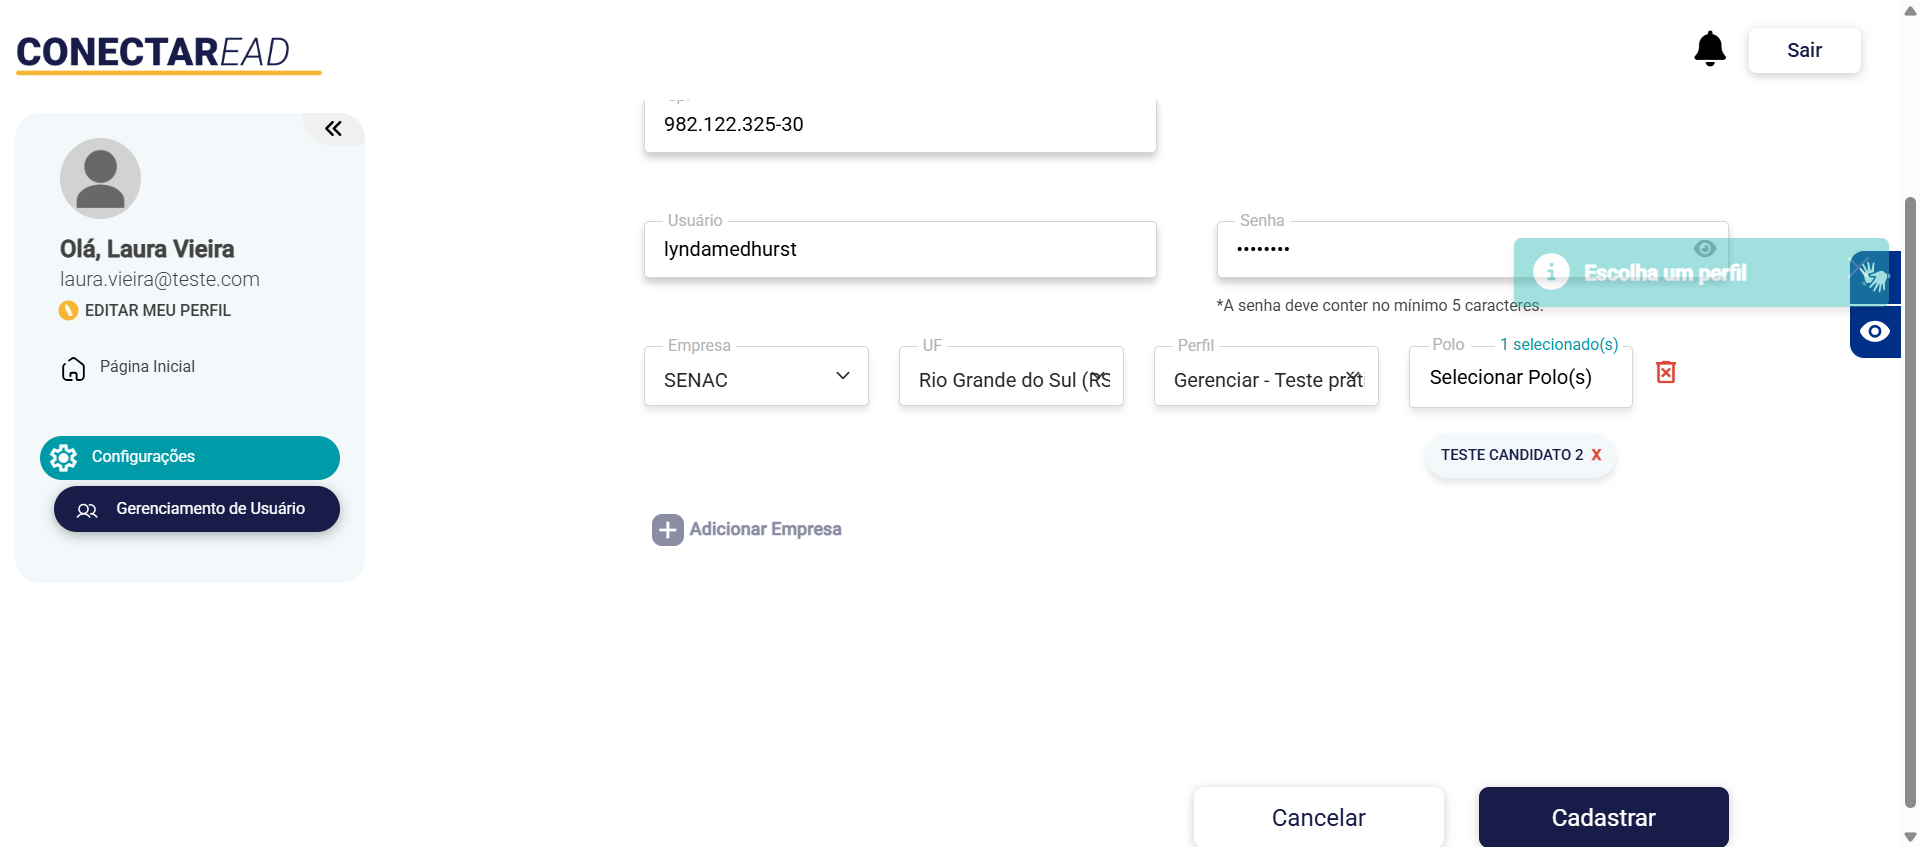 CONECTAREAD
Sair
982.122.325-30
Olá, Laura Vieira
laura.vieira@teste.com
EDITAR MEU PERFIL
Página Inicial
Configurações
Gerenciamento de Usuário
Usuário
lyndamedhurst
Senha
••••••••
Escolha um perfil
*A senha deve conter no mínimo 5 caracteres.
Empresa
SENAC
UF
Rio Grande do Sul (RS
Perfil
Gerenciar - Teste prát
Polo
1 selecionado(s)
Selecionar Polo(s)
TESTE CANDIDATO 2 X
Adicionar Empresa
Cancelar
Cadastrar